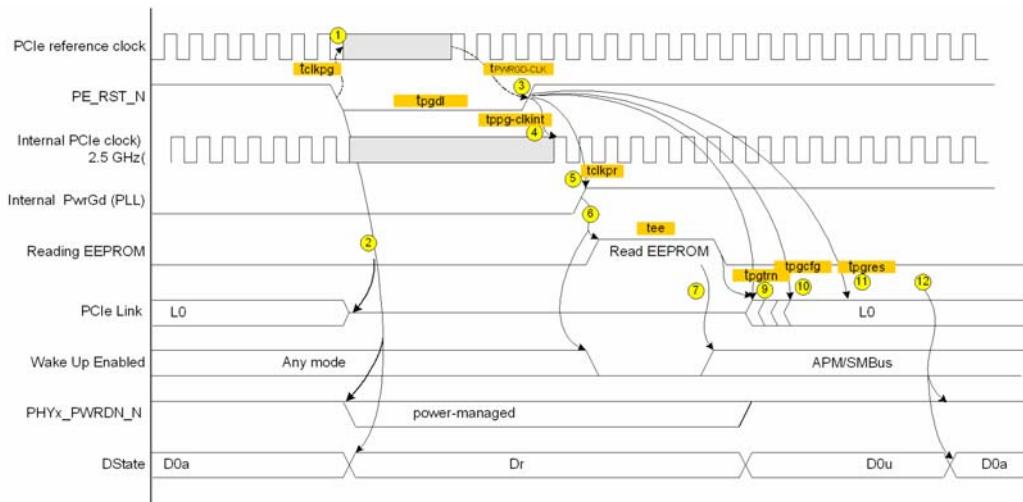 PCIe reference clock
1
tclkpg
tPWRGD-CLK
3
PE_RST_N
tpgdl
tppg-clkint
4
Internal PCIe clock)
2.5 GHz(
tclkpr
5
Internal PwrGd (PLL)
6
2
tee
Reading EEPROM
Read EEPROM
tpgtrn
tpgcfg
tpgres
7
9
10
11
12
PCIe Link
L0
L0
Wake Up Enabled
Any mode
APM/SMBus
PHYx_PWRDN_N
power-managed
DState
D0a
Dr
D0u
D0a